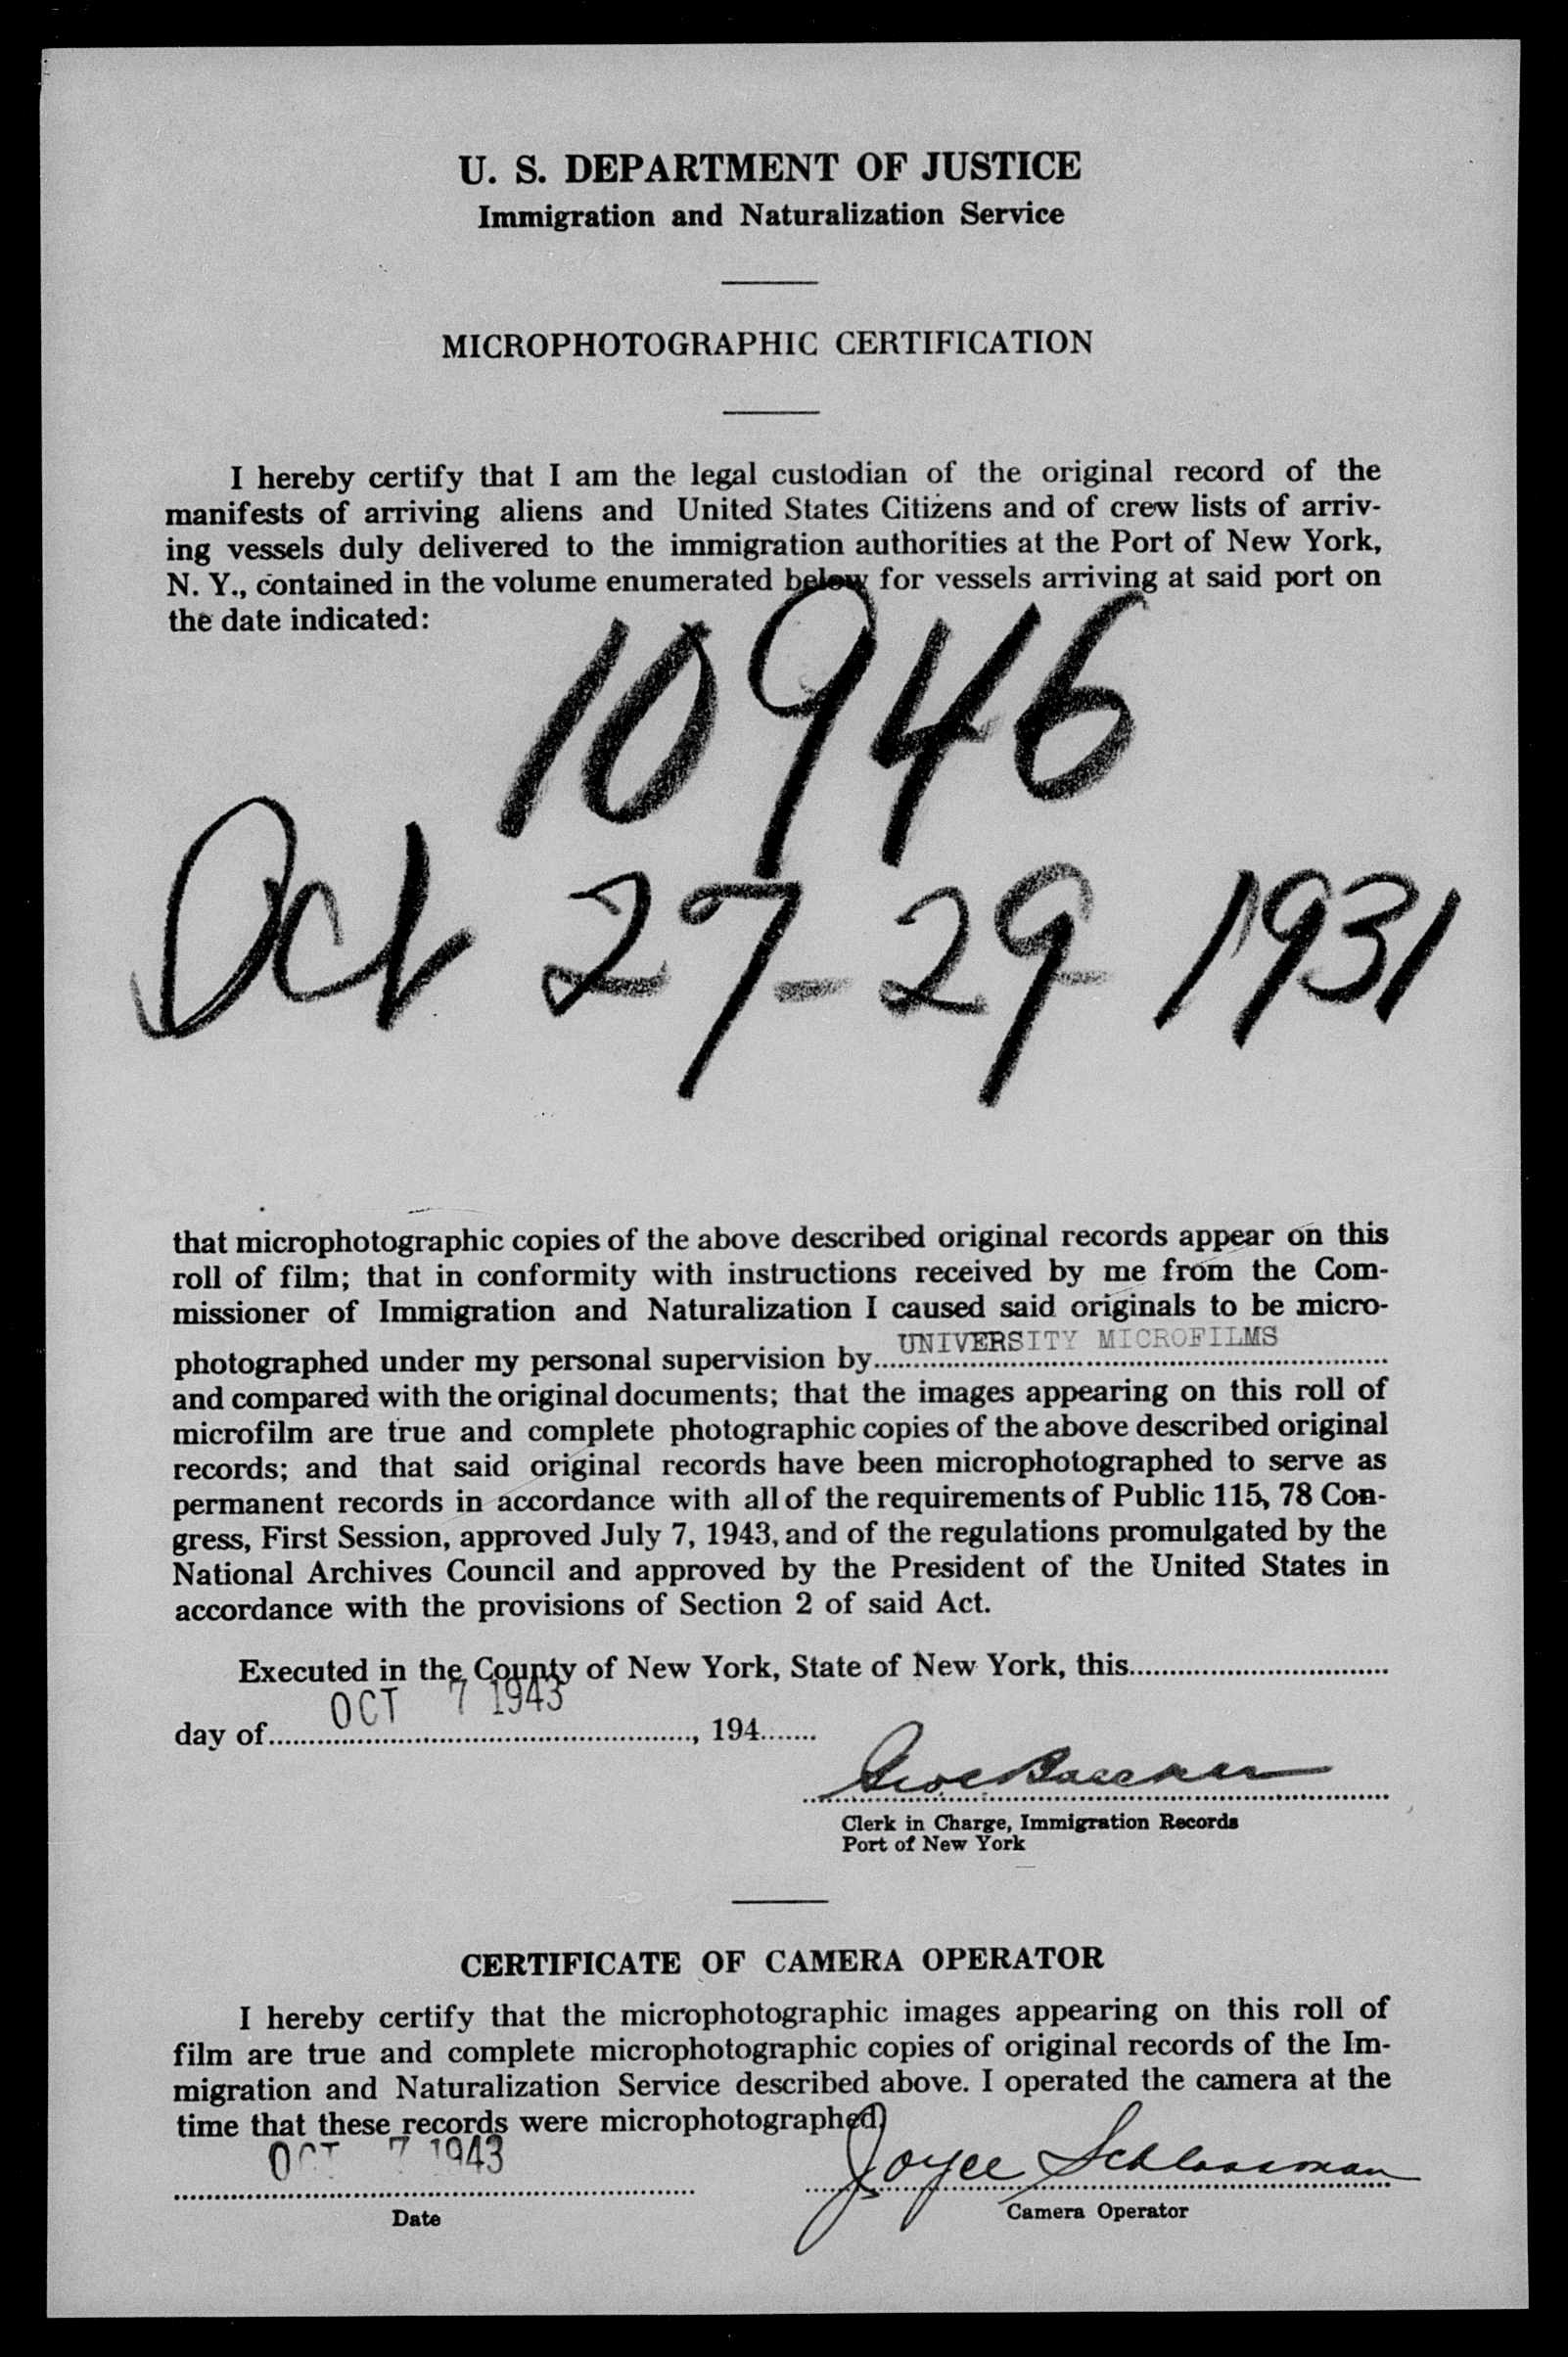 U. S. DEPARTMENT OF JUSTICE
Immigration and Naturalization Service
MICROPHOTOGRAPHIC CERTIFICATION
I hereby certify that I am the legal custodian of the original record of the
manifests of arriving aliens and United States Citizens and of crew lists of arriv-
ing vessels duly delivered to the immigration authorities at the Port of New York,
N. Y., contained in the volume enumerated below for vessels arriving at said port on
the date indicated:
10946
Oct 27-29 1931
that microphotographic copies of the above described original records appear on this
roll of film; that in conformity with instructions received by me from the Com-
missioner of Immigration and Naturalization I caused said originals to be micro-
photographed under my personal supervision by UNIVERSITY MICROFILMS
and compared with the original documents; that the images appearing on this roll of
microfilm are true and complete photographic copies of the above described original
records; and that said original records have been microphotographed to serve as
permanent records in accordance with all of the requirements of Public 115, 78 Con-
gress, First Session, approved July 7, 1943, and of the regulations promulgated by the
National Archives Council and approved by the President of the United States in
accordance with the provisions of Section 2 of said Act.
Executed in the County of New York, State of New York, this
day of OCT 7 1943, 194
Clerk in Charge, Immigration Records
Port of New York
CERTIFICATE OF CAMERA OPERATOR
I hereby certify that the microphotographic images appearing on this roll of
film are true and complete microphotographic copies of original records of the Im-
migration and Naturalization Service described above. I operated the camera at the
time that these records were microphotographed.
OCT 7 1943 Joyce Schlossman
Date Camera Operator